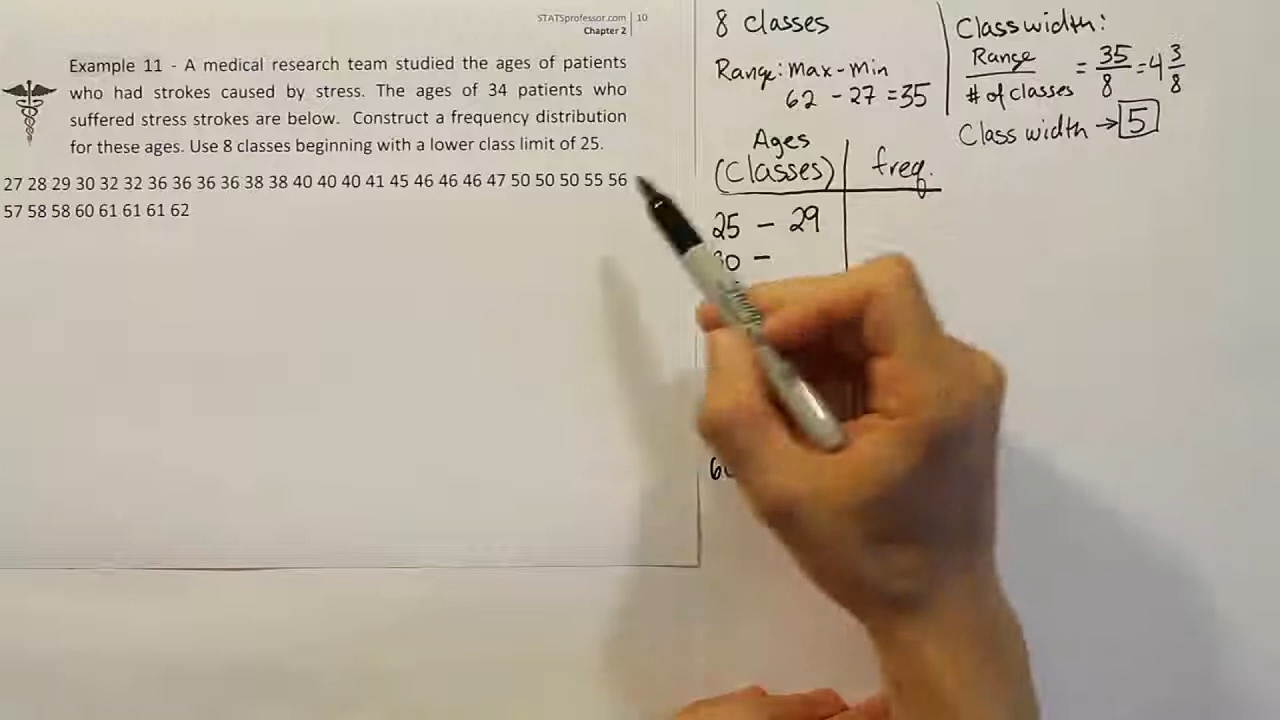 STATSprofessor.com | 10
Chapter 2
Example 11 - A medical research team studied the ages of patients
who had strokes caused by stress. The ages of 34 patients who
suffered stress strokes are below. Construct a frequency distribution
for these ages. Use 8 classes beginning with a lower class limit of 25.
27 28 29 30 32 32 36 36 36 36 38 38 40 40 40 41 45 46 46 46 47 50 50 50 55 56
57 58 58 60 61 61 61 62
8 Classes
Range: Max - Min
62 - 27 = 35
Class width:
Range / # of classes = 35/8 = 4 3/8
Class width → 5
Ages
(Classes) freq.
25 - 29